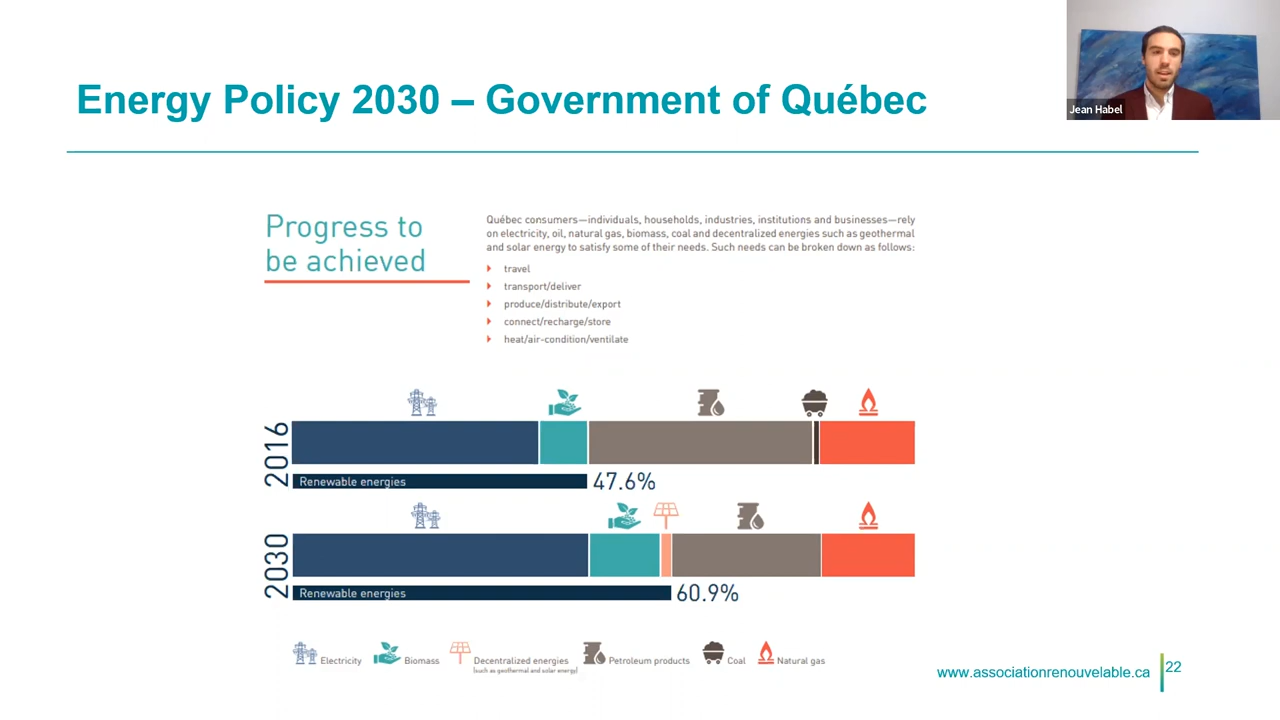 Energy Policy 2030 – Government of Québec
Jean Habel
Progress to
be achieved
Québec consumers—individuals, households, industries, institutions and businesses—rely
on electricity, oil, natural gas, biomass, coal and decentralized energies such as geothermal
and solar energy to satisfy some of their needs. Such needs can be broken down as follows:
travel
transport/deliver
produce/distribute/export
connect/recharge/store
heat/air-condition/ventilate
2016
Renewable energies
47.6%
2030
Renewable energies
60.9%
Electricity
Biomass
Decentralized energies
(such as geothermal and solar energy)
Petroleum products
Coal
Natural gas
www.associationrenouvelable.ca
22